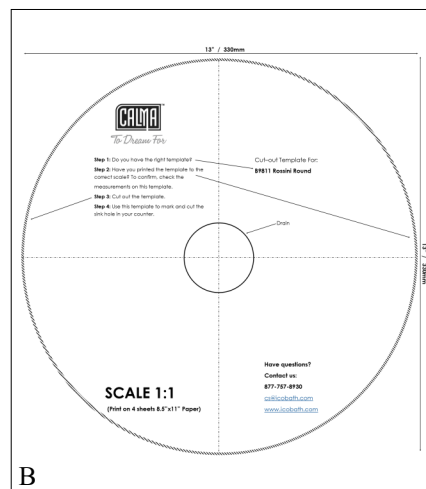 13" / 330mm
CALMA™
To Dream For
Step 1: Do you have the right template?
Step 2: Have you printed the template to the
correct scale? To confirm, check the
measurements on this template.
Step 3: Cut out the template.
Step 4: Use this template to mark and cut the
sink hole in your counter.
Cut-out Template For:
B9811 Rossini Round
Drain
13" / 330mm
SCALE 1:1
(Print on 4 sheets 8.5"x11" Paper)
Have questions?
Contact us:
877-757-8930
cs@icobath.com
www.icobath.com
B